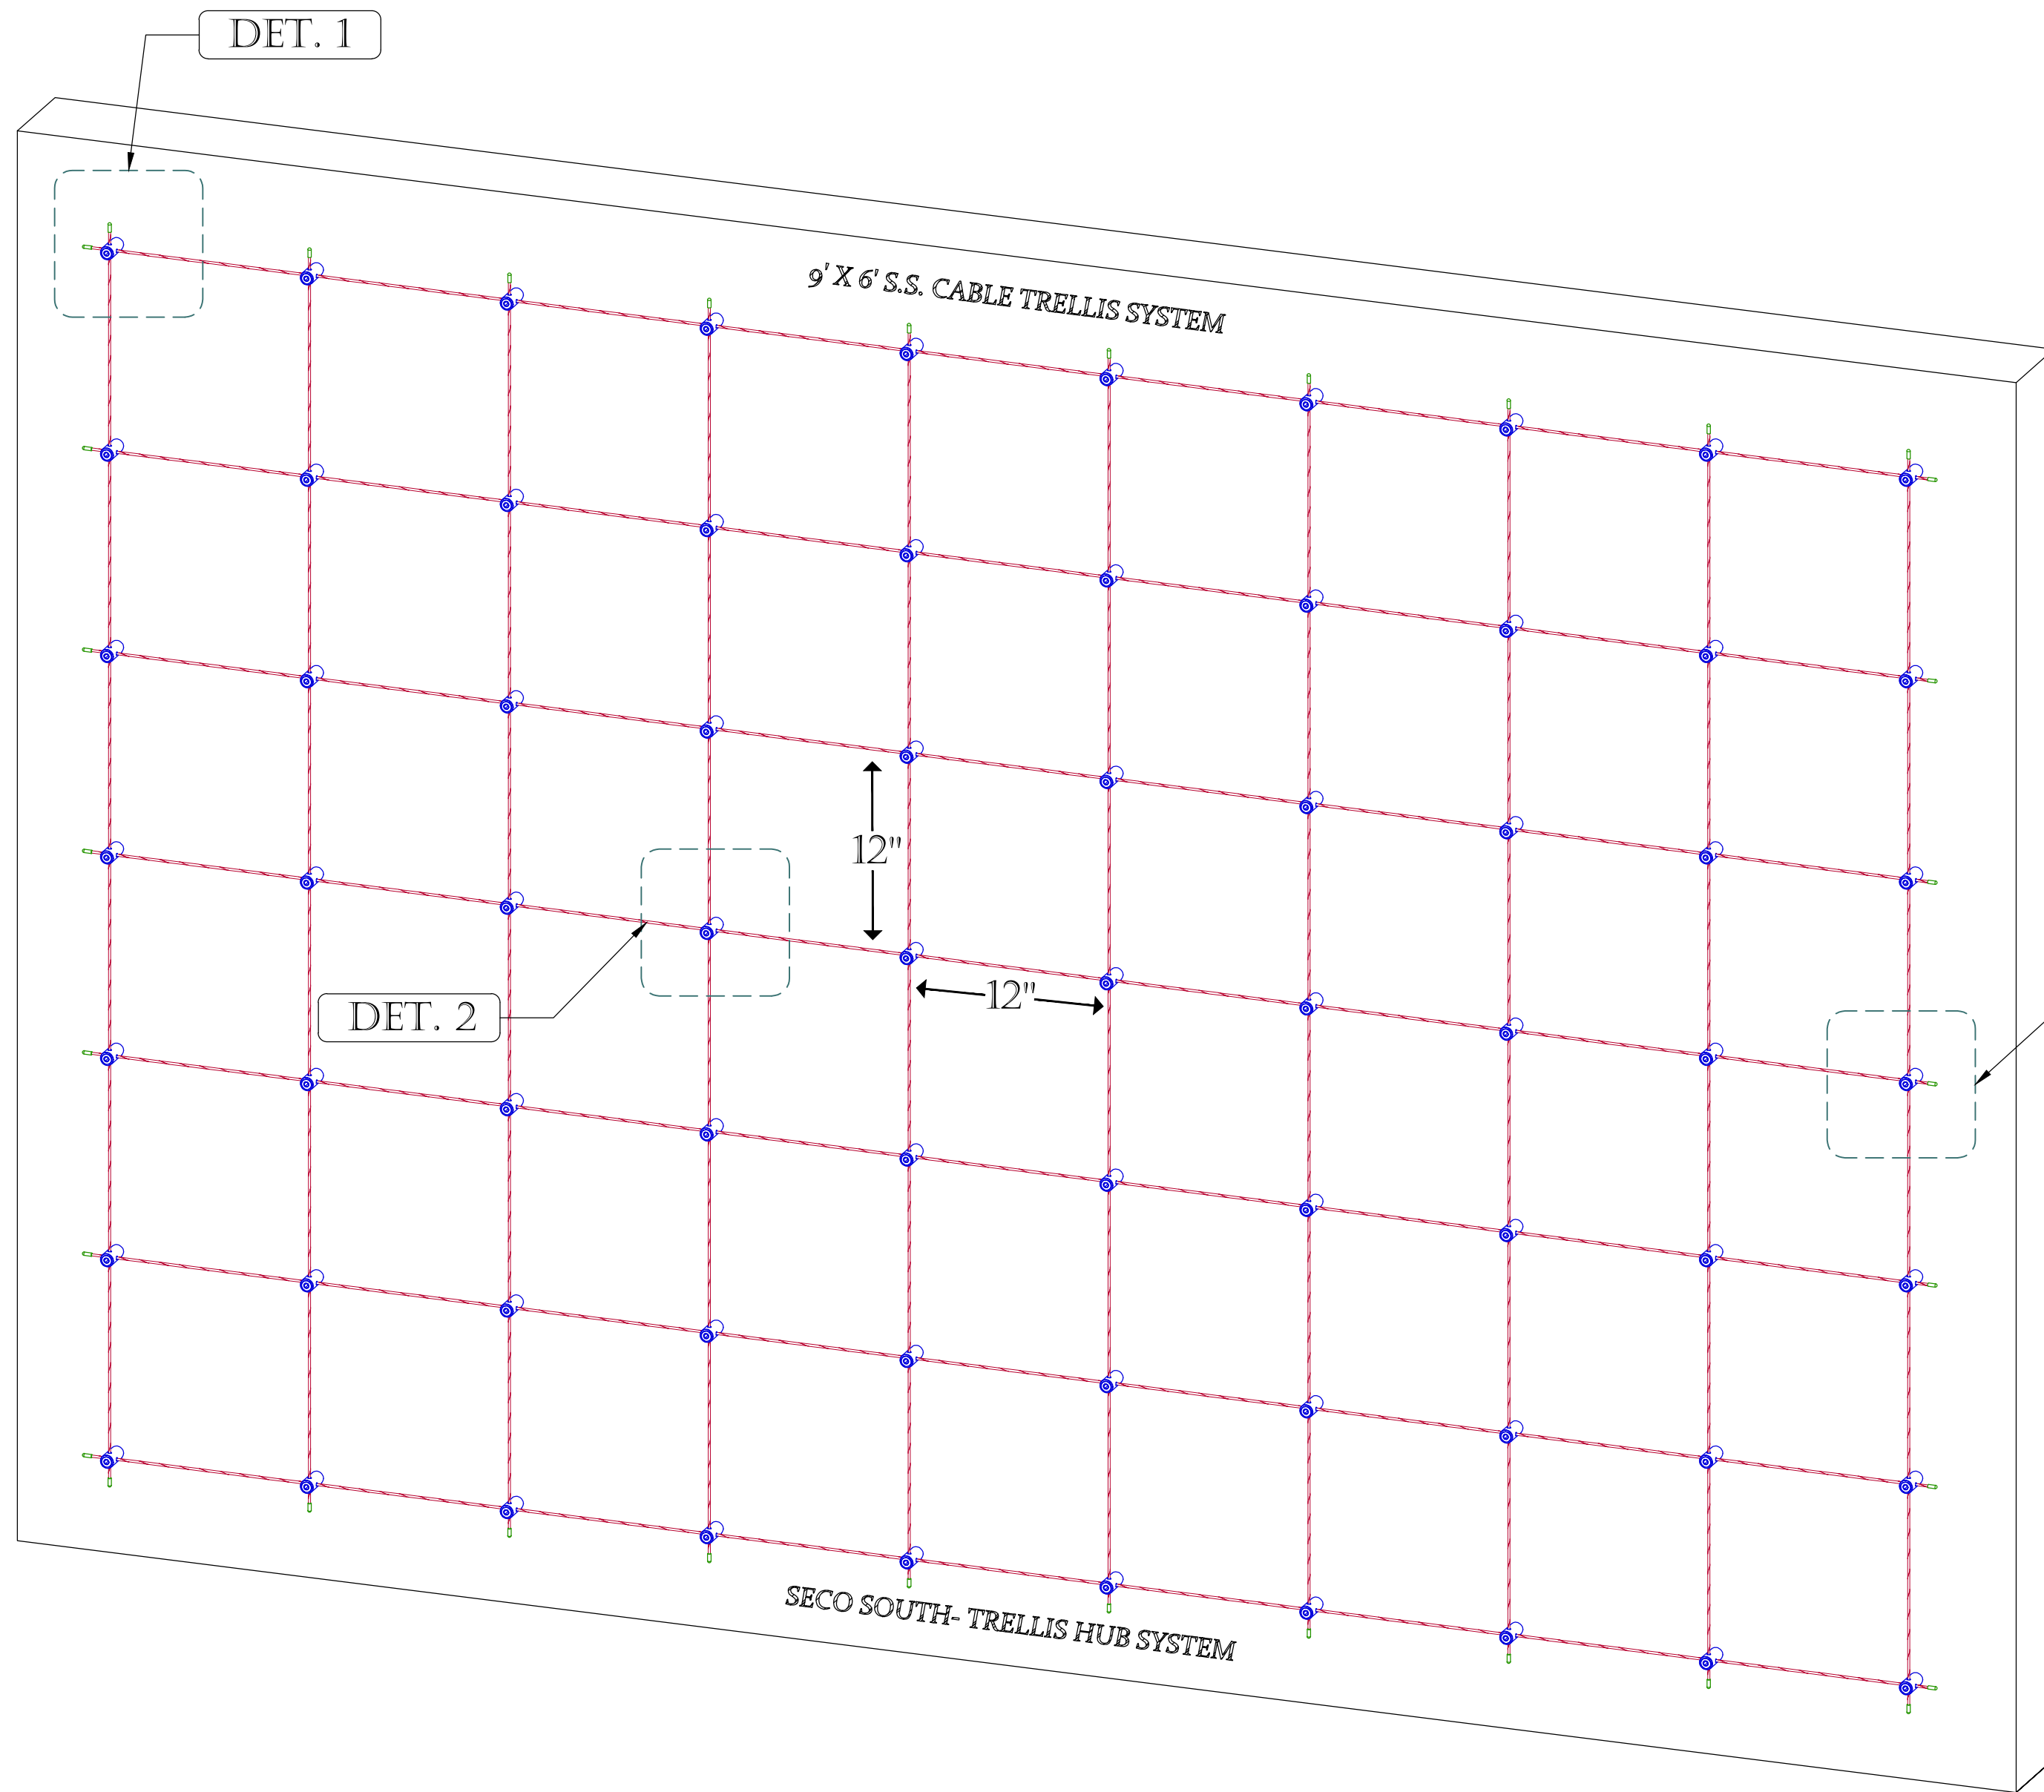 DET. 1
9' X 6' S.S. CABLE TRELLIS SYSTEM
12"
12"
DET. 2
SECO SOUTH- TRELLIS HUB SYSTEM